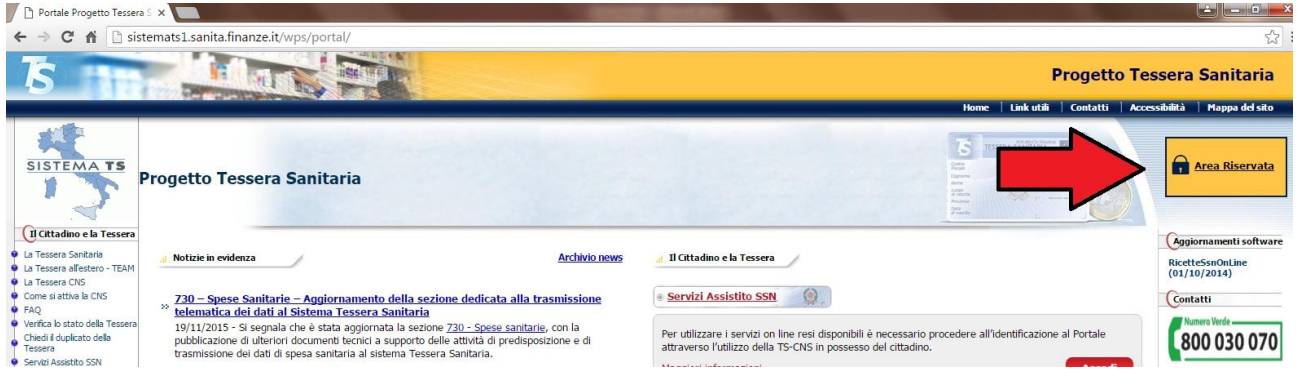 Portale Progetto Tessera S
sistemats1.sanita.finanze.it/wps/portal/
TS
Progetto Tessera Sanitaria
Home | Link utili | Contatti | Accessibilità | Mappa del sito
SISTEMA TS
Progetto Tessera Sanitaria
TS
Area Riservata
Il Cittadino e la Tessera
La Tessera Sanitaria
La Tessera all'estero - TEAM
La Tessera CNS
Come si attiva la CNS
FAQ
Verifica lo stato della Tessera
Chiedi il duplicato della
Tessera
Servizi Assistito SSN
Notizie in evidenza
Archivio news
730 – Spese Sanitarie – Aggiornamento della sezione dedicata alla trasmissione
telematica dei dati al Sistema Tessera Sanitaria
19/11/2015 - Si segnala che è stata aggiornata la sezione 730 - Spese sanitarie, con la
pubblicazione di ulteriori documenti tecnici a supporto delle attività di predisposizione e di
trasmissione dei dati di spesa sanitaria al sistema Tessera Sanitaria.
Il Cittadino e la Tessera
Servizi Assistito SSN
Per utilizzare i servizi on line resi disponibili è necessario procedere all'identificazione al Portale
attraverso l'utilizzo della TS-CNS in possesso del cittadino.
Maggiori informazioni
Accedi
Aggiornamenti software
RicetteSsnOnLine
(01/10/2014)
Contatti
Numero Verde
800 030 070